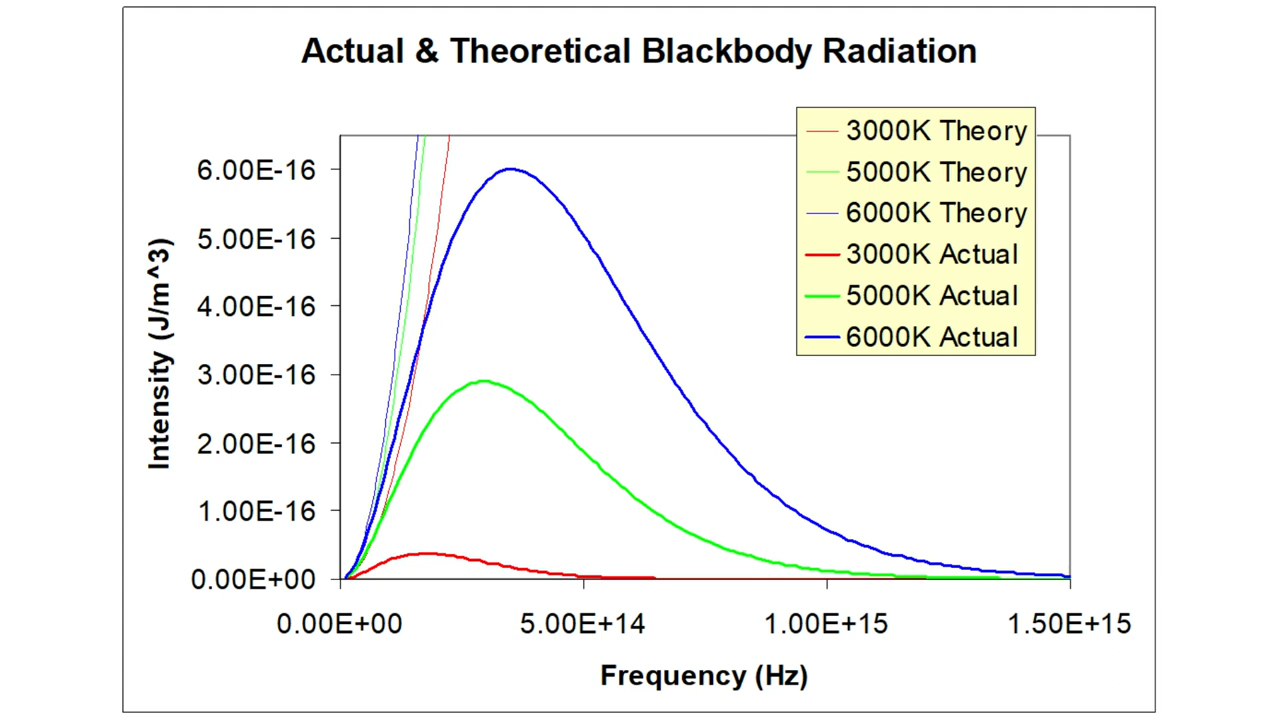 Actual & Theoretical Blackbody Radiation
3000K Theory
5000K Theory
6000K Theory
3000K Actual
5000K Actual
6000K Actual
Intensity (J/m^3)
6.00E-16
5.00E-16
4.00E-16
3.00E-16
2.00E-16
1.00E-16
0.00E+00
0.00E+00 5.00E+14 1.00E+15 1.50E+15
Frequency (Hz)